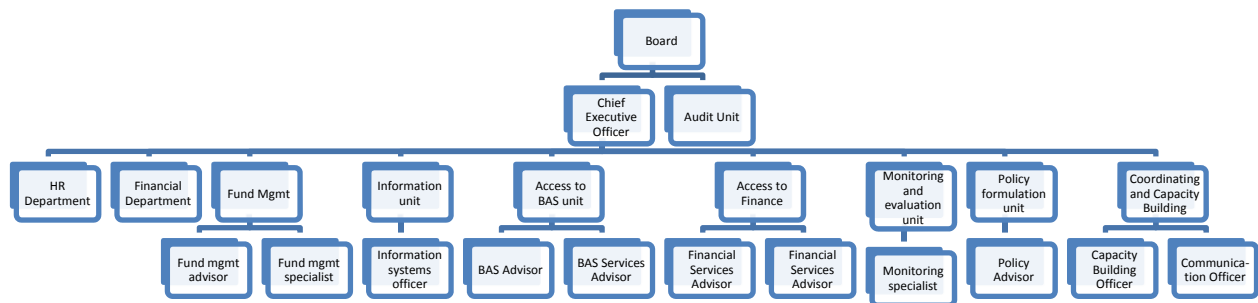 Board
Chief
Executive
Officer
Audit Unit
HR
Department
Financial
Department
Fund Mgmt
Information
unit
Access to
BAS unit
Access to
Finance
Monitoring
and
evaluation
unit
Policy
formulation
unit
Coordinating
and Capacity
Building
Fund mgmt
advisor
Fund mgmt
specialist
Information
systems
officer
BAS Advisor
BAS Services
Advisor
Financial
Services
Advisor
Financial
Services
Advisor
Monitoring
specialist
Policy
Advisor
Capacity
Building
Officer
Communica-
tion Officer